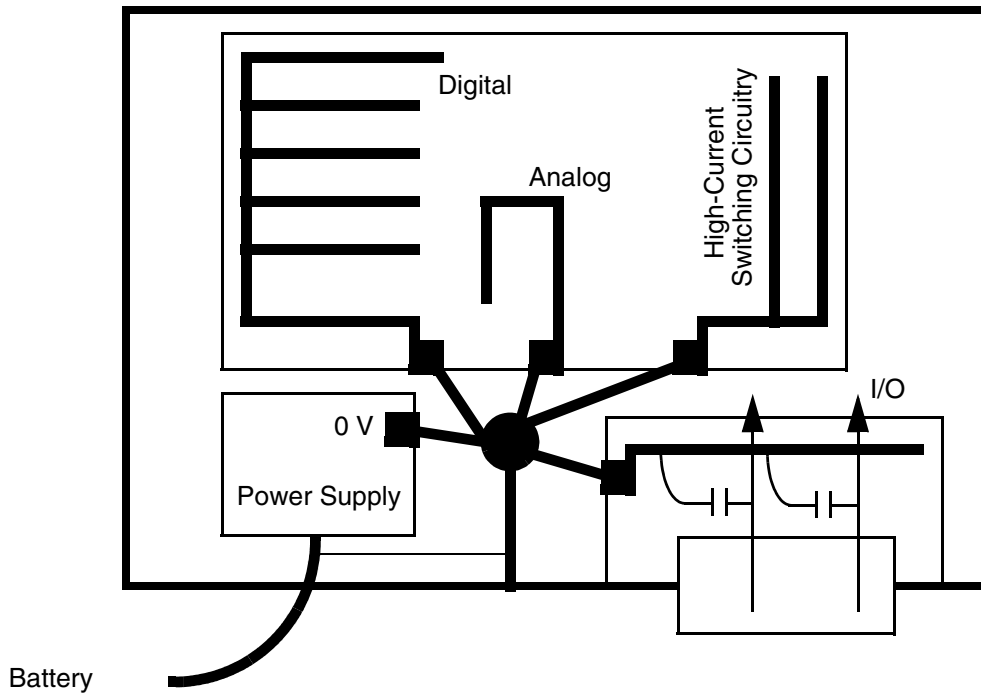 Digital
Analog
High-Current
Switching Circuitry
0 V
I/O
Power Supply
Battery